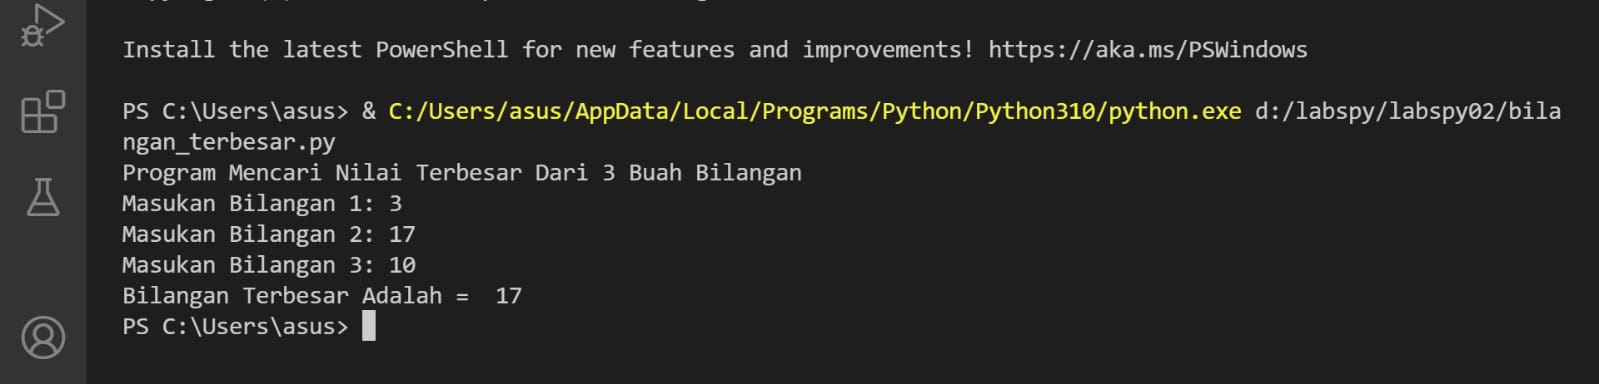 Install the latest PowerShell for new features and improvements! https://aka.ms/PSWindows
PS C:\Users\asus> & C:/Users/asus/AppData/Local/Programs/Python/Python310/python.exe d:/labspy/labspy02/bila
ngan_terbesar.py
Program Mencari Nilai Terbesar Dari 3 Buah Bilangan
Masukan Bilangan 1: 3
Masukan Bilangan 2: 17
Masukan Bilangan 3: 10
Bilangan Terbesar Adalah =  17
PS C:\Users\asus>